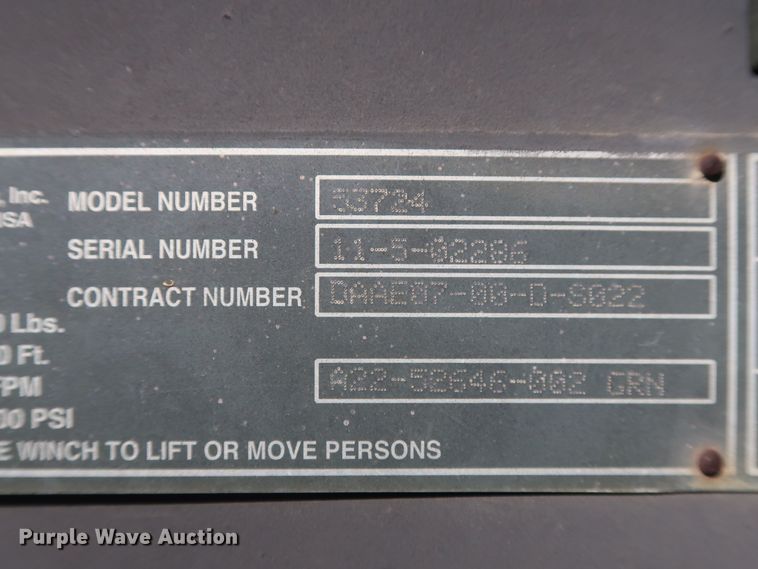 , Inc.
MODEL NUMBER 53724
USA
SERIAL NUMBER 11-5-02206
CONTRACT NUMBER DAAE07-00-D-S022
0 Lbs.
0 Ft.
FPM
A22-52646-002 GRN
00 PSI
E WINCH TO LIFT OR MOVE PERSONS
Purple Wave Auction